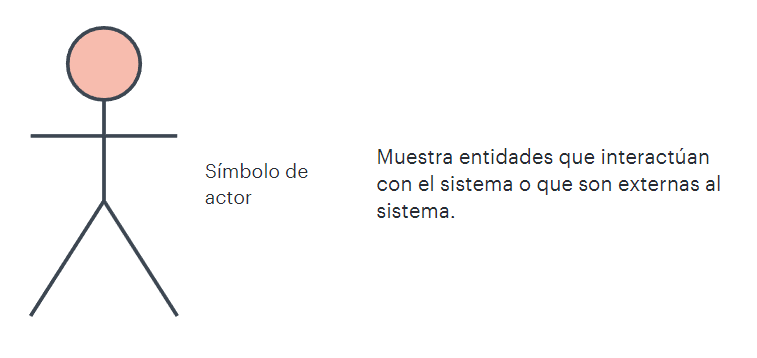 Símbolo de
actor
Muestra entidades que interactúan
con el sistema o que son externas al
sistema.